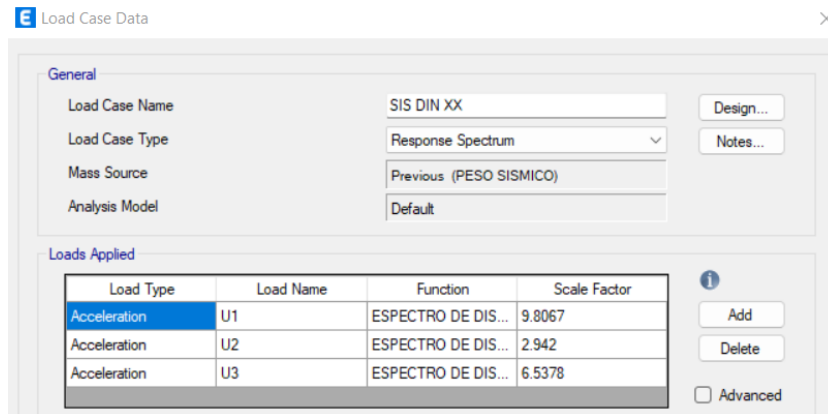 E Load Case Data
General
Load Case Name SIS DIN XX Design...
Load Case Type Response Spectrum Notes...
Mass Source Previous (PESO SISMICO)
Analysis Model Default
Loads Applied
Load Type Load Name Function Scale Factor
Acceleration U1 ESPECTRO DE DIS... 9.8067 Add
Acceleration U2 ESPECTRO DE DIS... 2.942 Delete
Acceleration U3 ESPECTRO DE DIS... 6.5378
Advanced